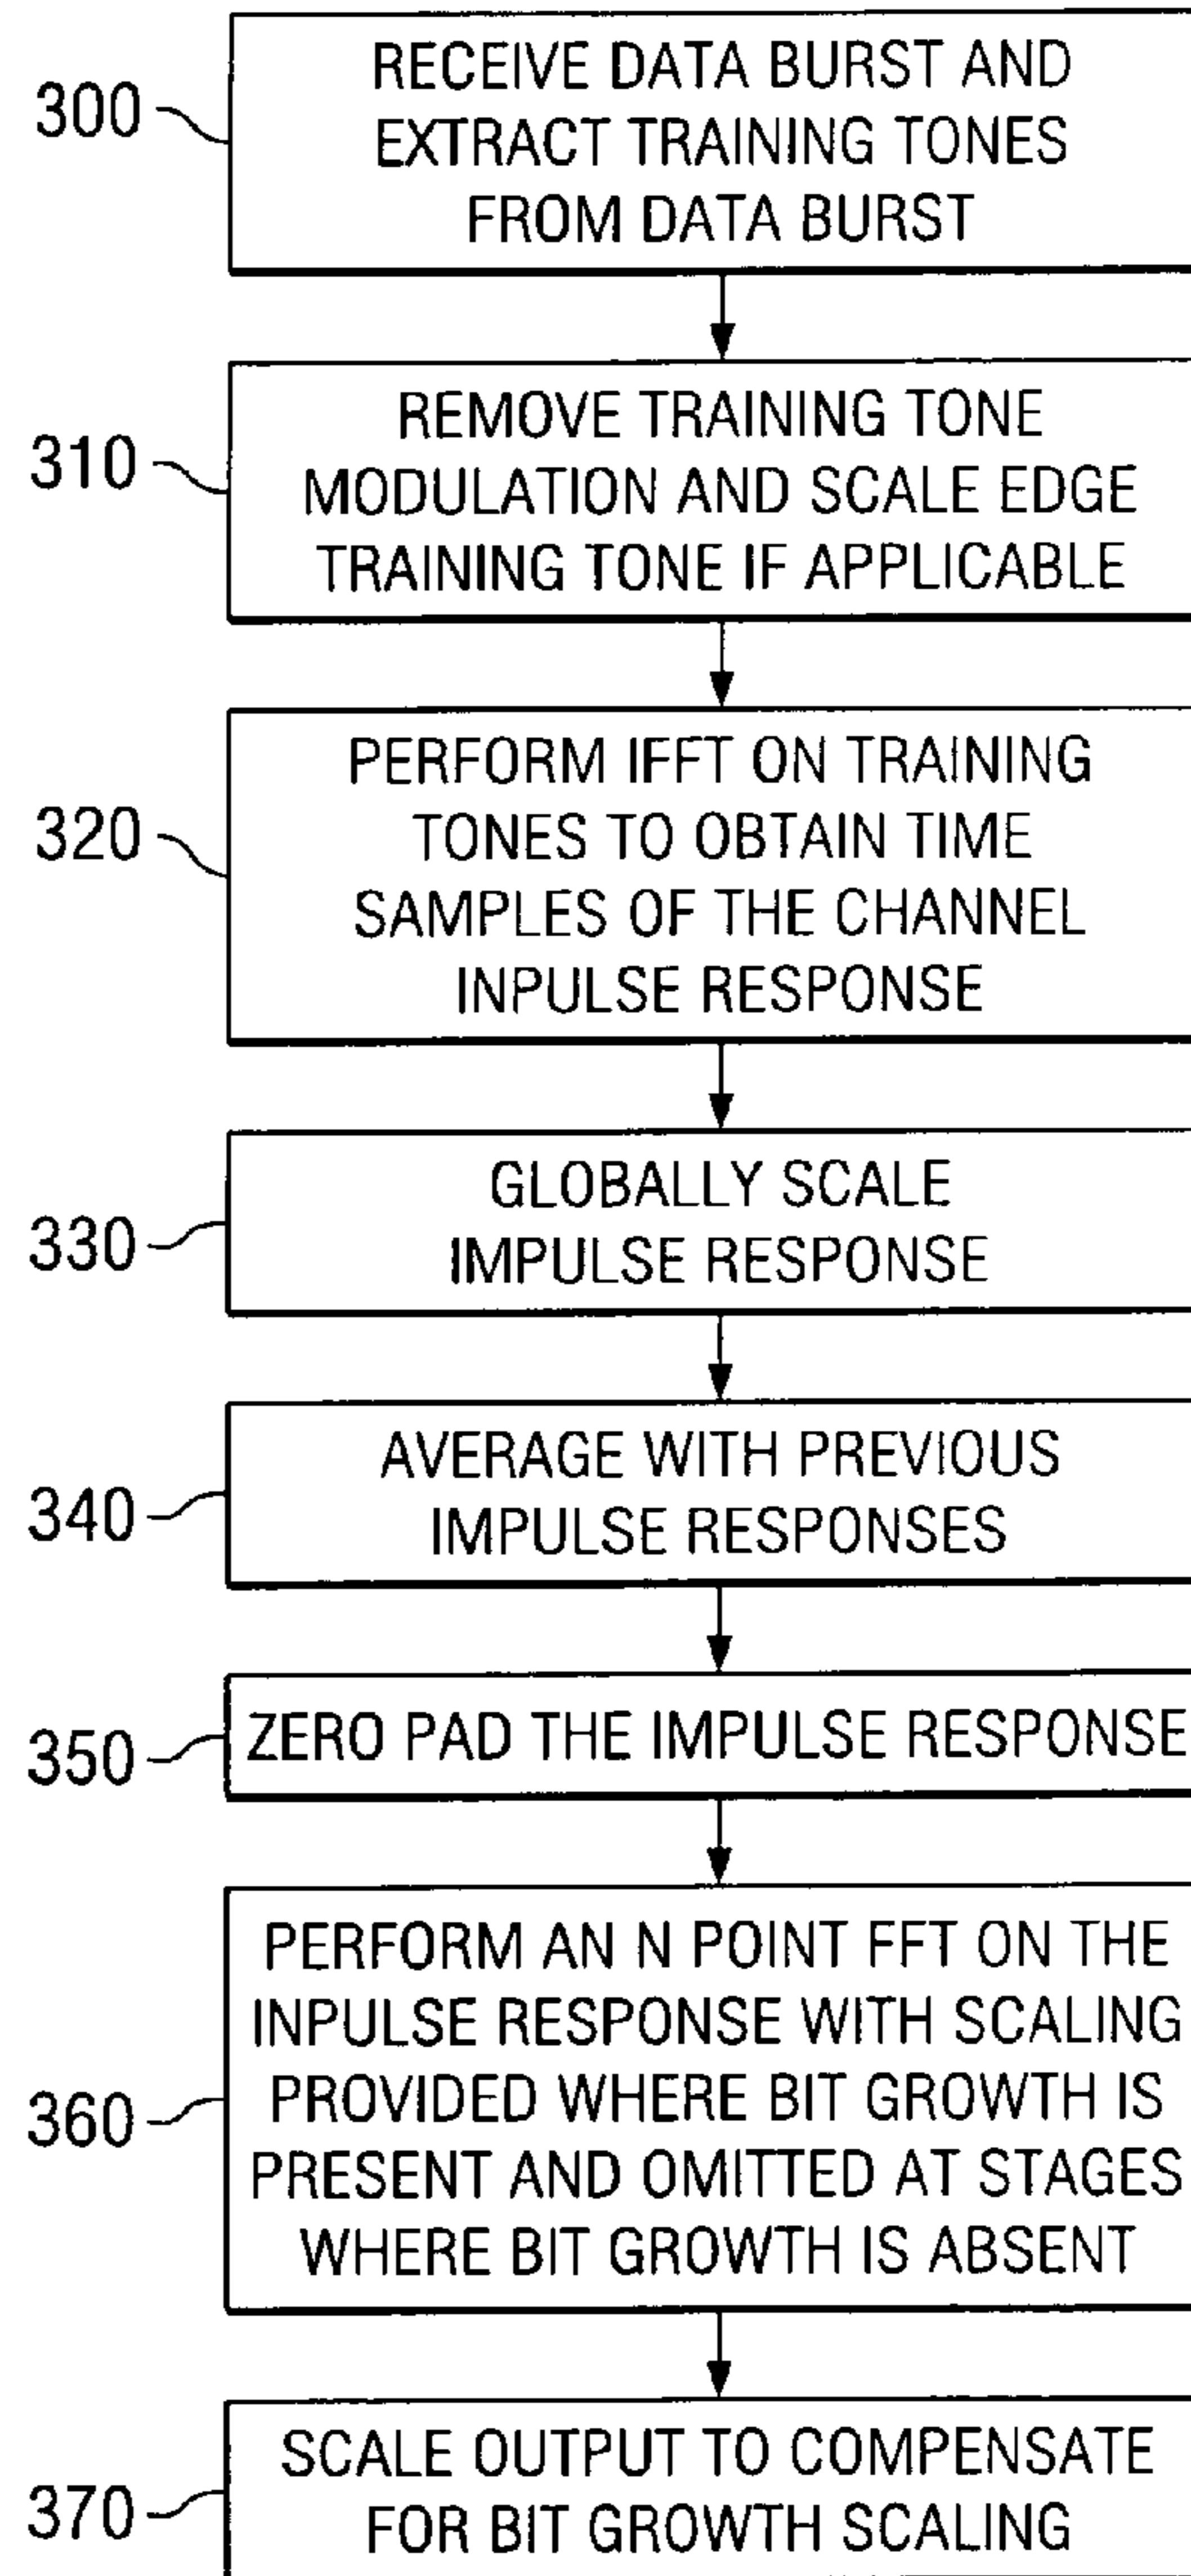 300
RECEIVE DATA BURST AND
EXTRACT TRAINING TONES
FROM DATA BURST
310
REMOVE TRAINING TONE
MODULATION AND SCALE EDGE
TRAINING TONE IF APPLICABLE
320
PERFORM IFFT ON TRAINING
TONES TO OBTAIN TIME
SAMPLES OF THE CHANNEL
INPULSE RESPONSE
330
GLOBALLY SCALE
IMPULSE RESPONSE
340
AVERAGE WITH PREVIOUS
IMPULSE RESPONSES
350
ZERO PAD THE IMPULSE RESPONSE
360
PERFORM AN N POINT FFT ON THE
INPULSE RESPONSE WITH SCALING
PROVIDED WHERE BIT GROWTH IS
PRESENT AND OMITTED AT STAGES
WHERE BIT GROWTH IS ABSENT
370
SCALE OUTPUT TO COMPENSATE
FOR BIT GROWTH SCALING